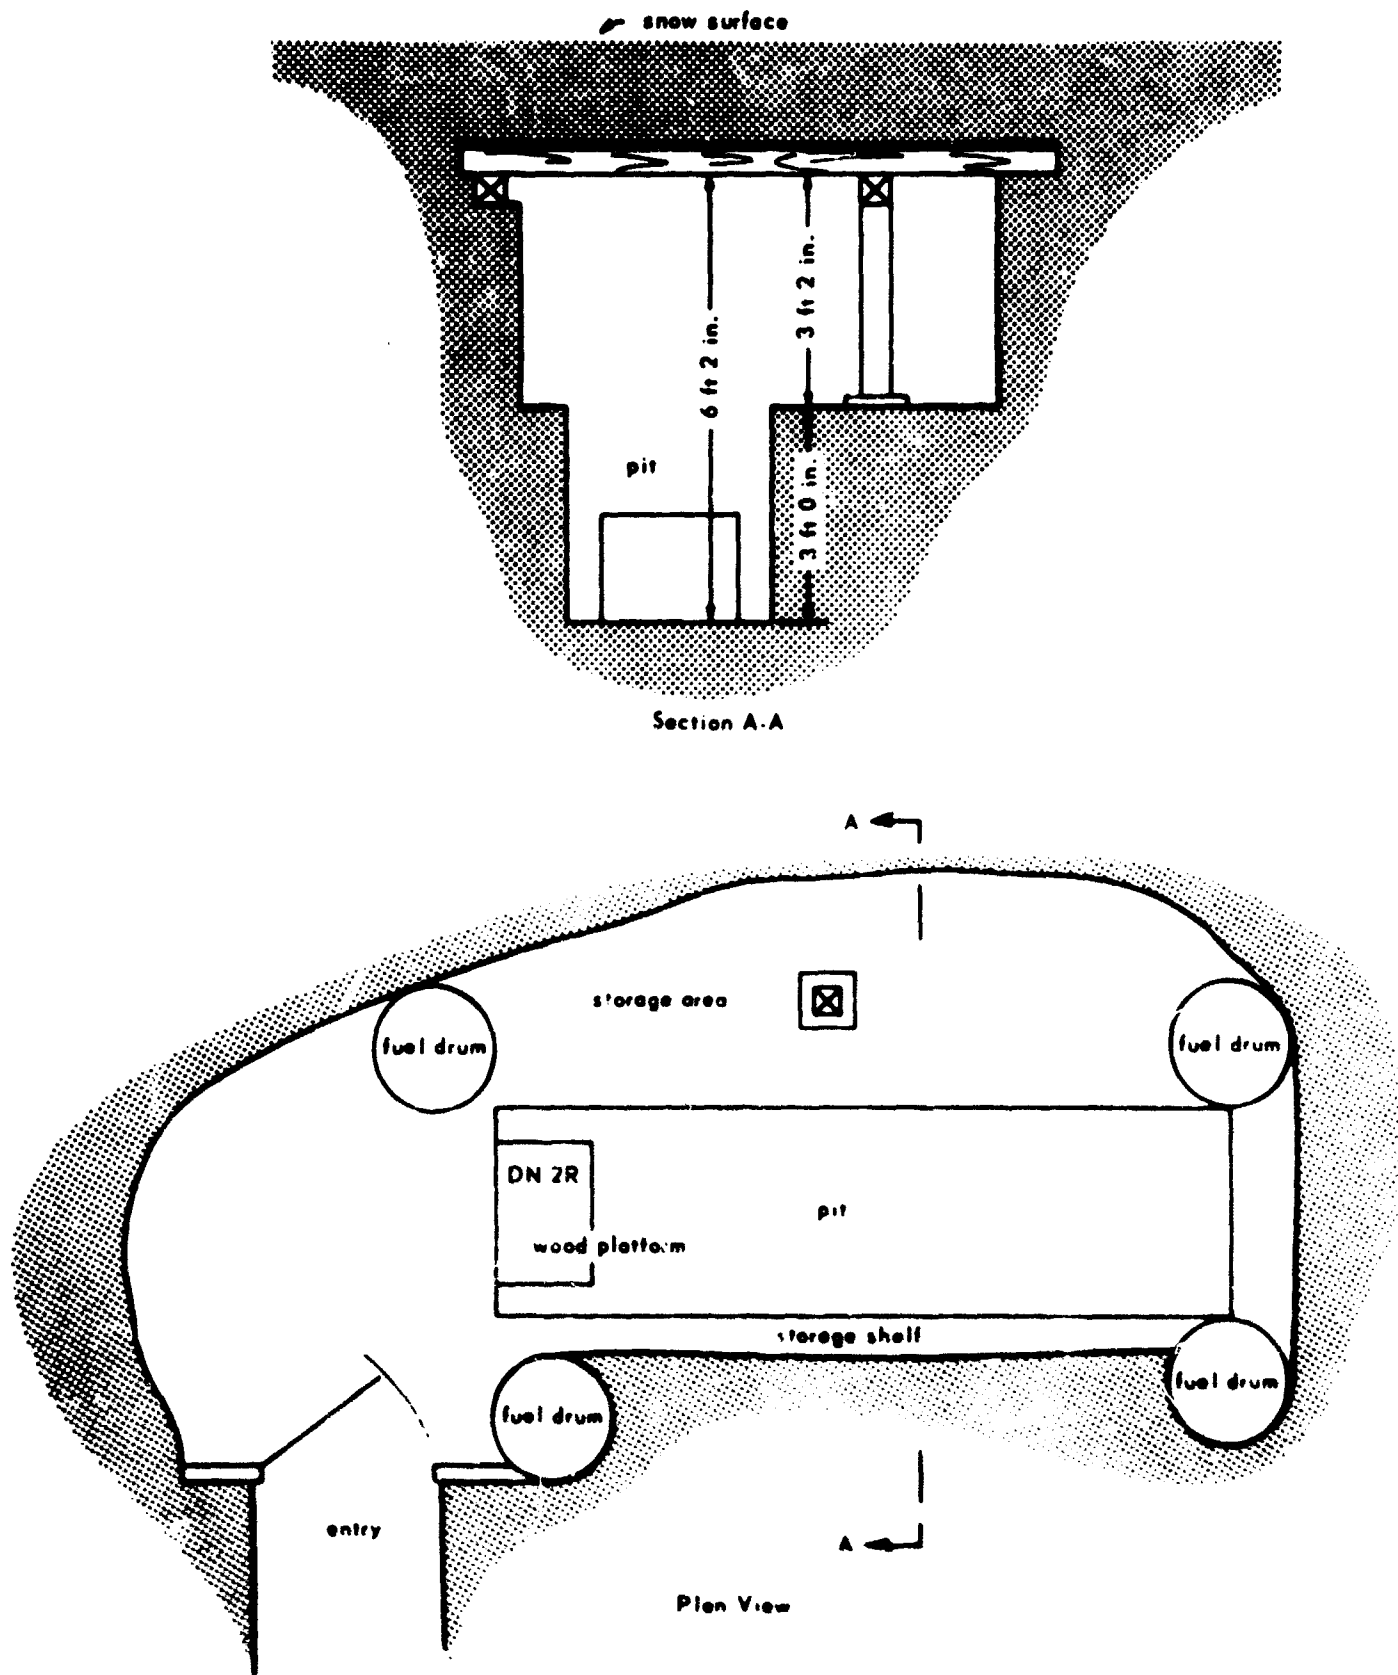 snow surface
6 ft 2 in.
3 ft 2 in.
3 ft 0 in.
pit
Section A-A
A
storage area
fuel drum
fuel drum
DN 2R
wood platform
pit
storage shelf
fuel drum
fuel drum
entry
A
Plan View